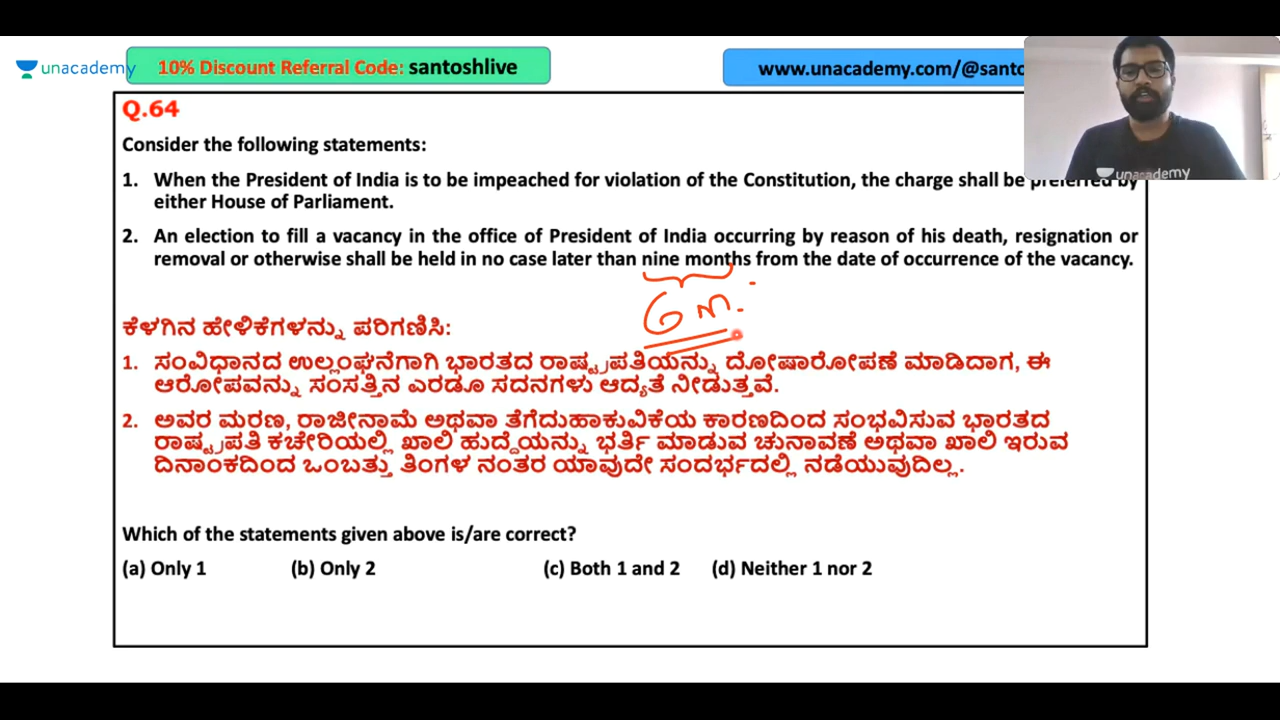 unacademy
10% Discount Referral Code: santoshlive
www.unacademy.com/@santo
unacademy
Q.64
Consider the following statements:
1. When the President of India is to be impeached for violation of the Constitution, the charge shall be preferred by
either House of Parliament.
2. An election to fill a vacancy in the office of President of India occurring by reason of his death, resignation or
removal or otherwise shall be held in no case later than nine months from the date of occurrence of the vacancy.
6 m.
ಕೆಳಗಿನ ಹೇಳಿಕೆಗಳನ್ನು ಪರಿಗಣಿಸಿ:
1. ಸಂವಿಧಾನದ ಉಲ್ಲಂಘನೆಗಾಗಿ ಭಾರತದ ರಾಷ್ಟ್ರಪತಿಯನ್ನು ದೋಷಾರೋಪಣೆ ಮಾಡಿದಾಗ, ಈ
ಆರೋಪವನ್ನು ಸಂಸತ್ತಿನ ಎರಡೂ ಸದನಗಳು ಆದ್ಯತೆ ನೀಡುತ್ತವೆ.
2. ಅವರ ಮರಣ, ರಾಜೀನಾಮೆ ಅಥವಾ ತೆಗೆದುಹಾಕುವಿಕೆಯ ಕಾರಣದಿಂದ ಸಂಭವಿಸುವ ಭಾರತದ
ರಾಷ್ಟ್ರಪತಿ ಕಚೇರಿಯಲ್ಲಿ ಖಾಲಿ ಹುದ್ದೆಯನ್ನು ಭರ್ತಿ ಮಾಡುವ ಚುನಾವಣೆ ಅಥವಾ ಖಾಲಿ ಇರುವ
ದಿನಾಂಕದಿಂದ ಒಂಬತ್ತು ತಿಂಗಳ ನಂತರ ಯಾವುದೇ ಸಂದರ್ಭದಲ್ಲಿ ನಡೆಯುವುದಿಲ್ಲ.
Which of the statements given above is/are correct?
(a) Only 1 (b) Only 2 (c) Both 1 and 2 (d) Neither 1 nor 2